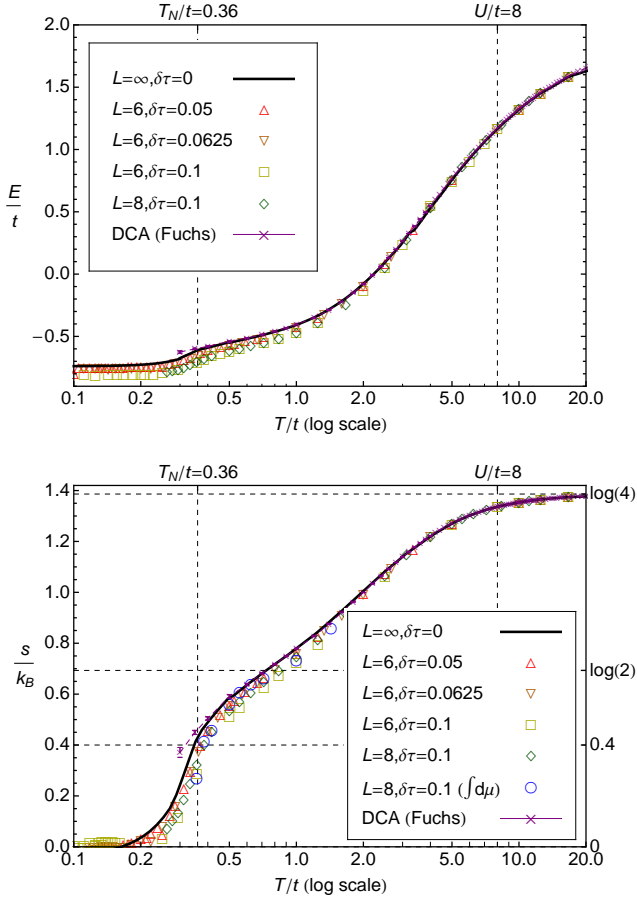 T_N/t=0.36 U/t=8
2.0
1.5
1.0
0.5
0.0
−0.5
E/t
L=∞,δτ=0
L=6,δτ=0.05
L=6,δτ=0.0625
L=6,δτ=0.1
L=8,δτ=0.1
DCA (Fuchs)
0.1 0.2 0.5 1.0 2.0 5.0 10.0 20.0
T/t (log scale)
T_N/t=0.36 U/t=8
1.4
1.2
1.0
0.8
0.6
0.4
0.2
0.0
s/k_B
log(4)
log(2)
0.4
0
L=∞,δτ=0
L=6,δτ=0.05
L=6,δτ=0.0625
L=6,δτ=0.1
L=8,δτ=0.1
L=8,δτ=0.1 (∫dμ)
DCA (Fuchs)
0.1 0.2 0.5 1.0 2.0 5.0 10.0 20.0
T/t (log scale)